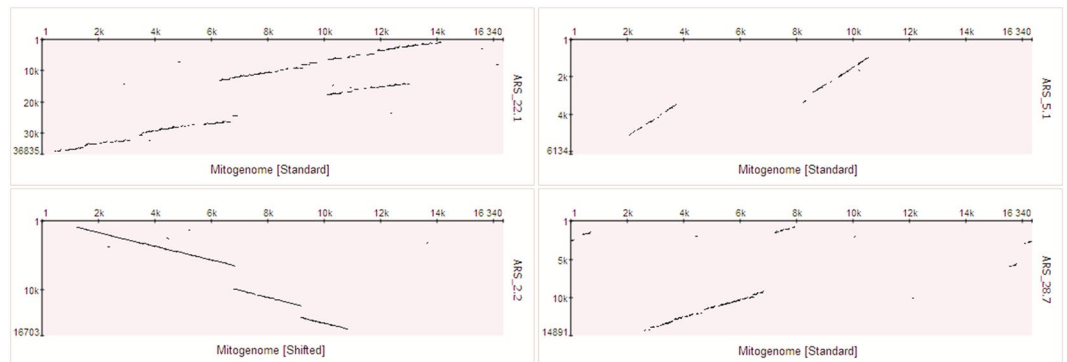 1 2k 4k 6k 8k 10k 12k 14k 16 340
1
10k
20k
30k
36835
ARS_22.1
Mitogenome [Standard]
1 2k 4k 6k 8k 10k 12k 14k 16 340
1
2k
4k
6134
ARS_5.1
Mitogenome [Standard]
1 2k 4k 6k 8k 10k 12k 14k 16 340
1
10k
16703
ARS_2.2
Mitogenome [Shifted]
1 2k 4k 6k 8k 10k 12k 14k 16 340
1
5k
10k
14891
ARS_28.7
Mitogenome [Standard]